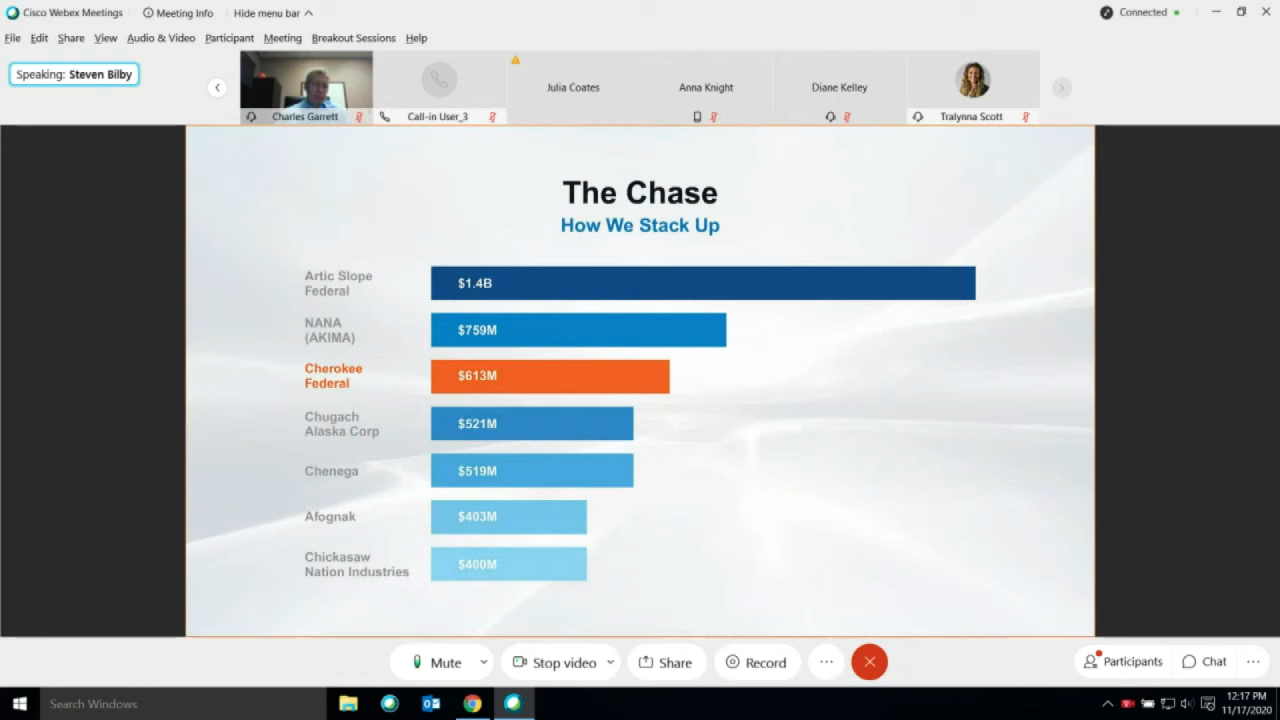 Cisco Webex Meetings
Meeting Info
Hide menu bar
Connected
File Edit Share View Audio & Video Participant Meeting Breakout Sessions Help
Speaking: Steven Bilby
Julia Coates
Anna Knight
Diane Kelley
Charles Garrett
Call-in User_3
Tralynna Scott
The Chase
How We Stack Up
Artic Slope
Federal
$1.4B
NANA
(AKIMA)
$759M
Cherokee
Federal
$613M
Chugach
Alaska Corp
$521M
Chenega
$519M
Afognak
$403M
Chickasaw
Nation Industries
$400M
Mute
Stop video
Share
Record
Participants
Chat
Search Windows
12:17 PM
11/17/2020